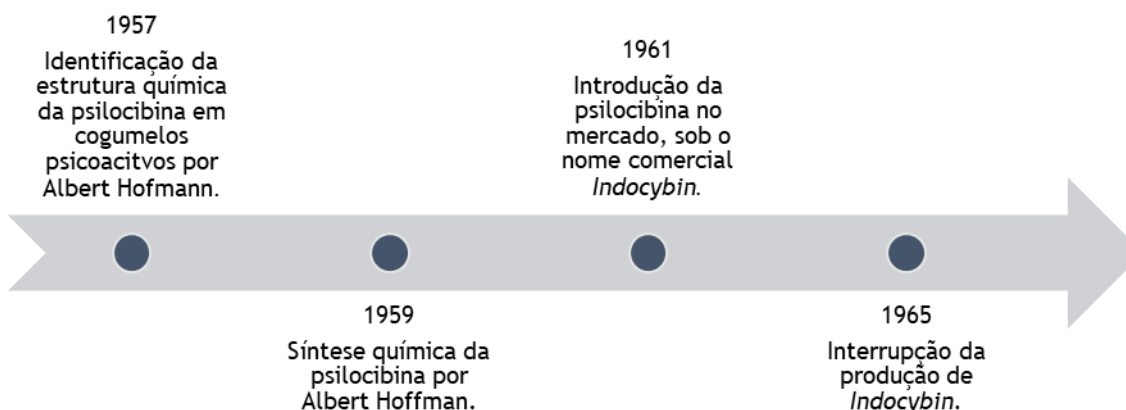 1957
Identificação da
estrutura química
da psilocibina em
cogumelos
psicoacitvos por
Albert Hofmann.
1959
Síntese química da
psilocibina por
Albert Hoffman.
1961
Introdução da
psilocibina no
mercado, sob o
nome comercial
Indocybin.
1965
Interrupção da
produção de
Indocybin.